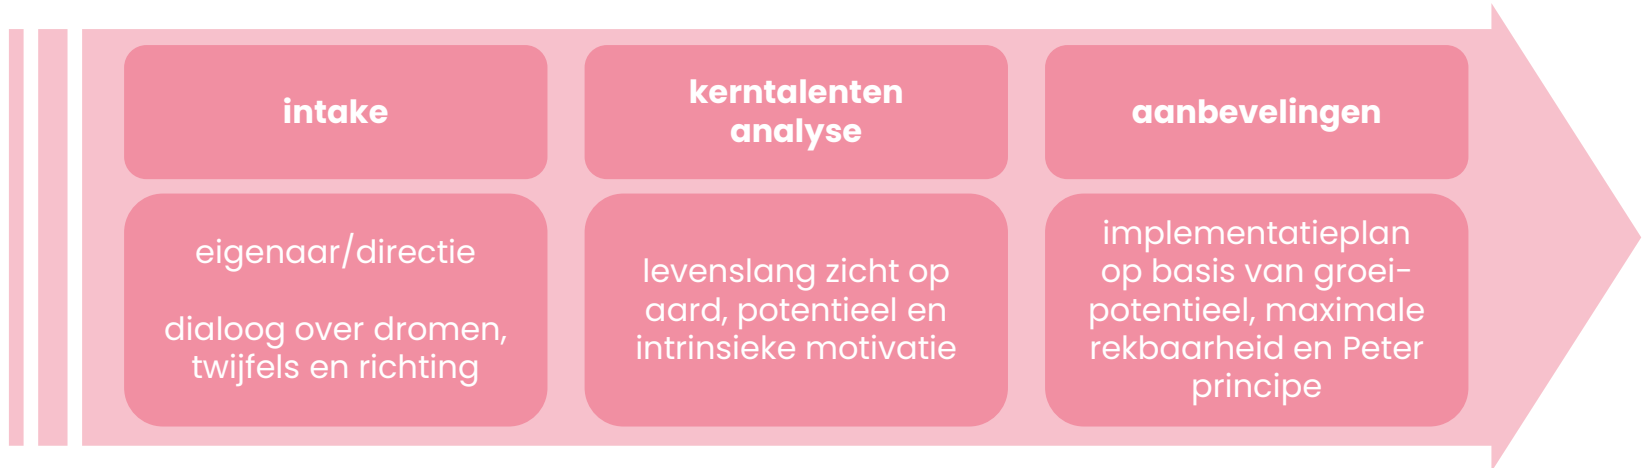 intake
eigenaar/directie
dialoog over dromen,
twijfels en richting
kerntalenten
analyse
levenslang zicht op
aard, potentieel en
intrinsieke motivatie
aanbevelingen
implementatieplan
op basis van groei-
potentieel, maximale
rekbaarheid en Peter
principe